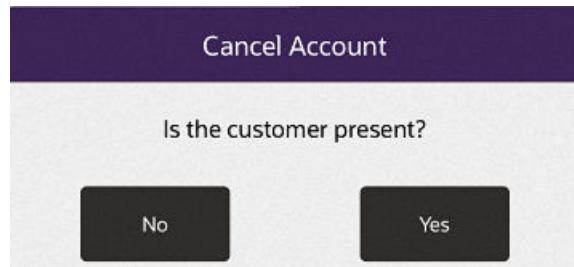 Cancel Account
Is the customer present?
No Yes